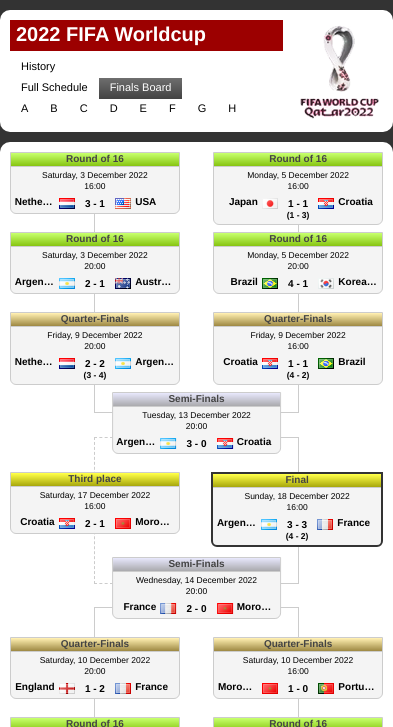 2022 FIFA Worldcup
History
Full Schedule Finals Board
A B C D E F G H
FIFA WORLD CUP
Qatar2022
Round of 16
Saturday, 3 December 2022
16:00
Nethe... 3 - 1 USA
Round of 16
Monday, 5 December 2022
16:00
Japan 1 - 1 Croatia
(1 - 3)
Round of 16
Saturday, 3 December 2022
20:00
Argen... 2 - 1 Austr...
Round of 16
Monday, 5 December 2022
20:00
Brazil 4 - 1 Korea...
Quarter-Finals
Friday, 9 December 2022
20:00
Nethe... 2 - 2 Argen...
(3 - 4)
Quarter-Finals
Friday, 9 December 2022
16:00
Croatia 1 - 1 Brazil
(4 - 2)
Semi-Finals
Tuesday, 13 December 2022
20:00
Argen... 3 - 0 Croatia
Third place
Saturday, 17 December 2022
16:00
Croatia 2 - 1 Moro...
Final
Sunday, 18 December 2022
16:00
Argen... 3 - 3 France
(4 - 2)
Semi-Finals
Wednesday, 14 December 2022
20:00
France 2 - 0 Moro...
Quarter-Finals
Saturday, 10 December 2022
20:00
England 1 - 2 France
Quarter-Finals
Saturday, 10 December 2022
16:00
Moro... 1 - 0 Portu...
Round of 16
Round of 16